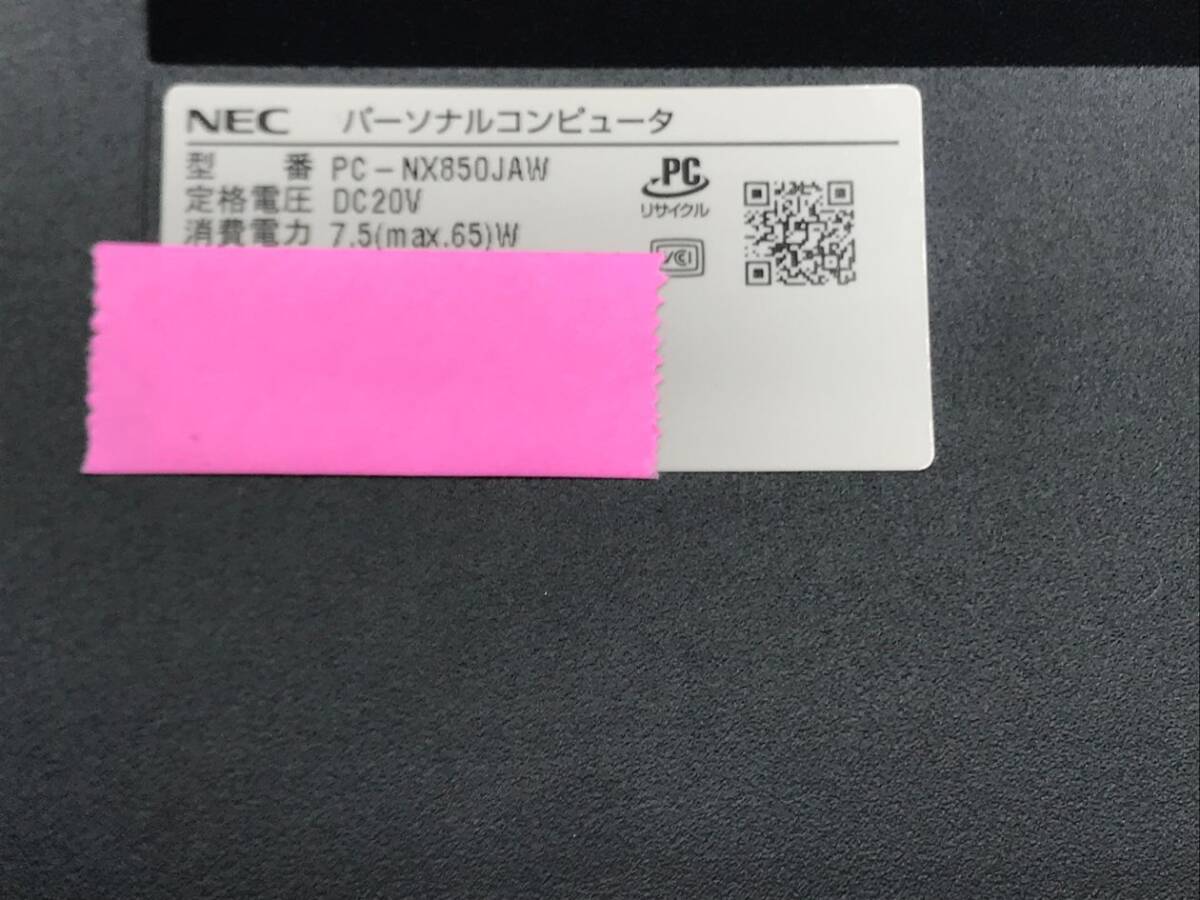 NEC パーソナルコンピュータ
型 番 PC-NX850JAW
定格電圧 DC20V
消費電力 7.5(max.65)W
PC
リサイクル
VCCI